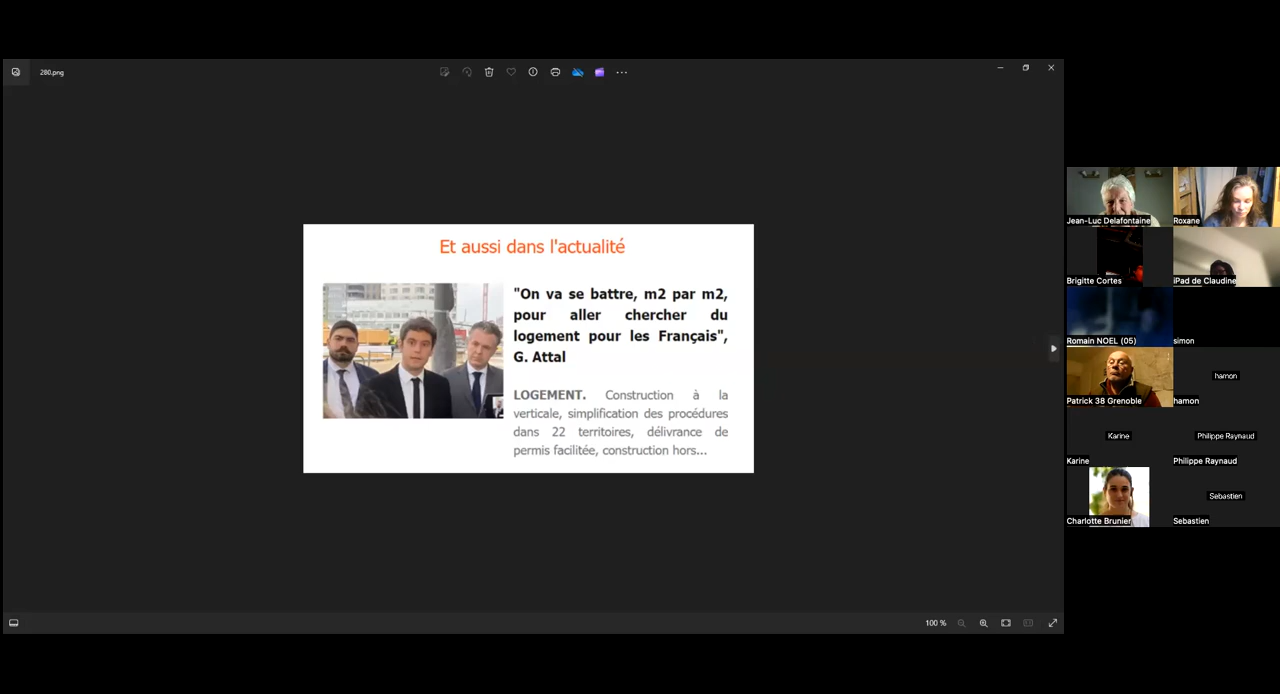 280.png
Et aussi dans l'actualité
"On va se battre, m2 par m2,
pour aller chercher du
logement pour les Français",
G. Attal
LOGEMENT. Construction à la
verticale, simplification des procédures
dans 22 territoires, délivrance de
permis facilitée, construction hors...
100 %
Jean-Luc Delafontaine
Roxane
Brigitte Cortes
iPad de Claudine
Romain NOEL (05)
simon
Patrick 38 Grenoble
hamon
hamon
Karine
Philippe Raynaud
Karine
Philippe Raynaud
Charlotte Brunier
Sebastien
Sebastien